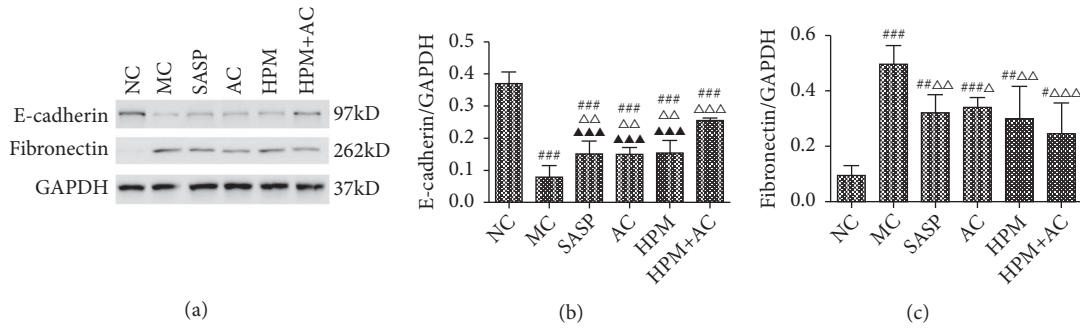 NC MC SASP AC HPM HPM+AC
E-cadherin 97kD
Fibronectin 262kD
GAPDH 37kD
(a)
E-cadherin/GAPDH
0.5
0.4
0.3
0.2
0.1
0.0
###
###
△△
▲▲▲
###
△△
▲▲▲
###
△△
▲▲▲
###
△△△
NC MC SASP AC HPM HPM+AC
(b)
Fibronectin/GAPDH
0.6
0.4
0.2
0.0
###
##△△
###△
##△△
#△△△
NC MC SASP AC HPM HPM+AC
(c)